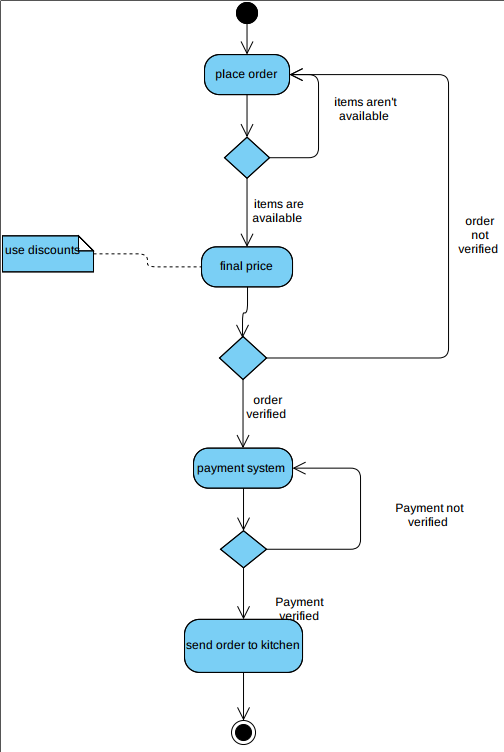 place order
items aren't
available
items are
available
order
not
verified
use discounts
final price
order
verified
payment system
Payment not
verified
Payment
verified
send order to kitchen